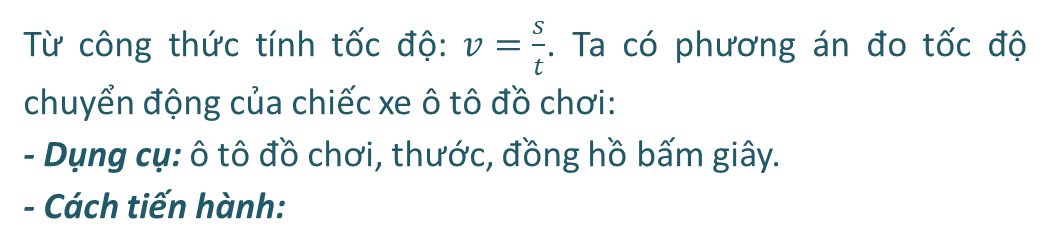 Từ công thức tính tốc độ: v = s/t. Ta có phương án đo tốc độ
chuyển động của chiếc xe ô tô đồ chơi:
- Dụng cụ: ô tô đồ chơi, thước, đồng hồ bấm giây.
- Cách tiến hành: